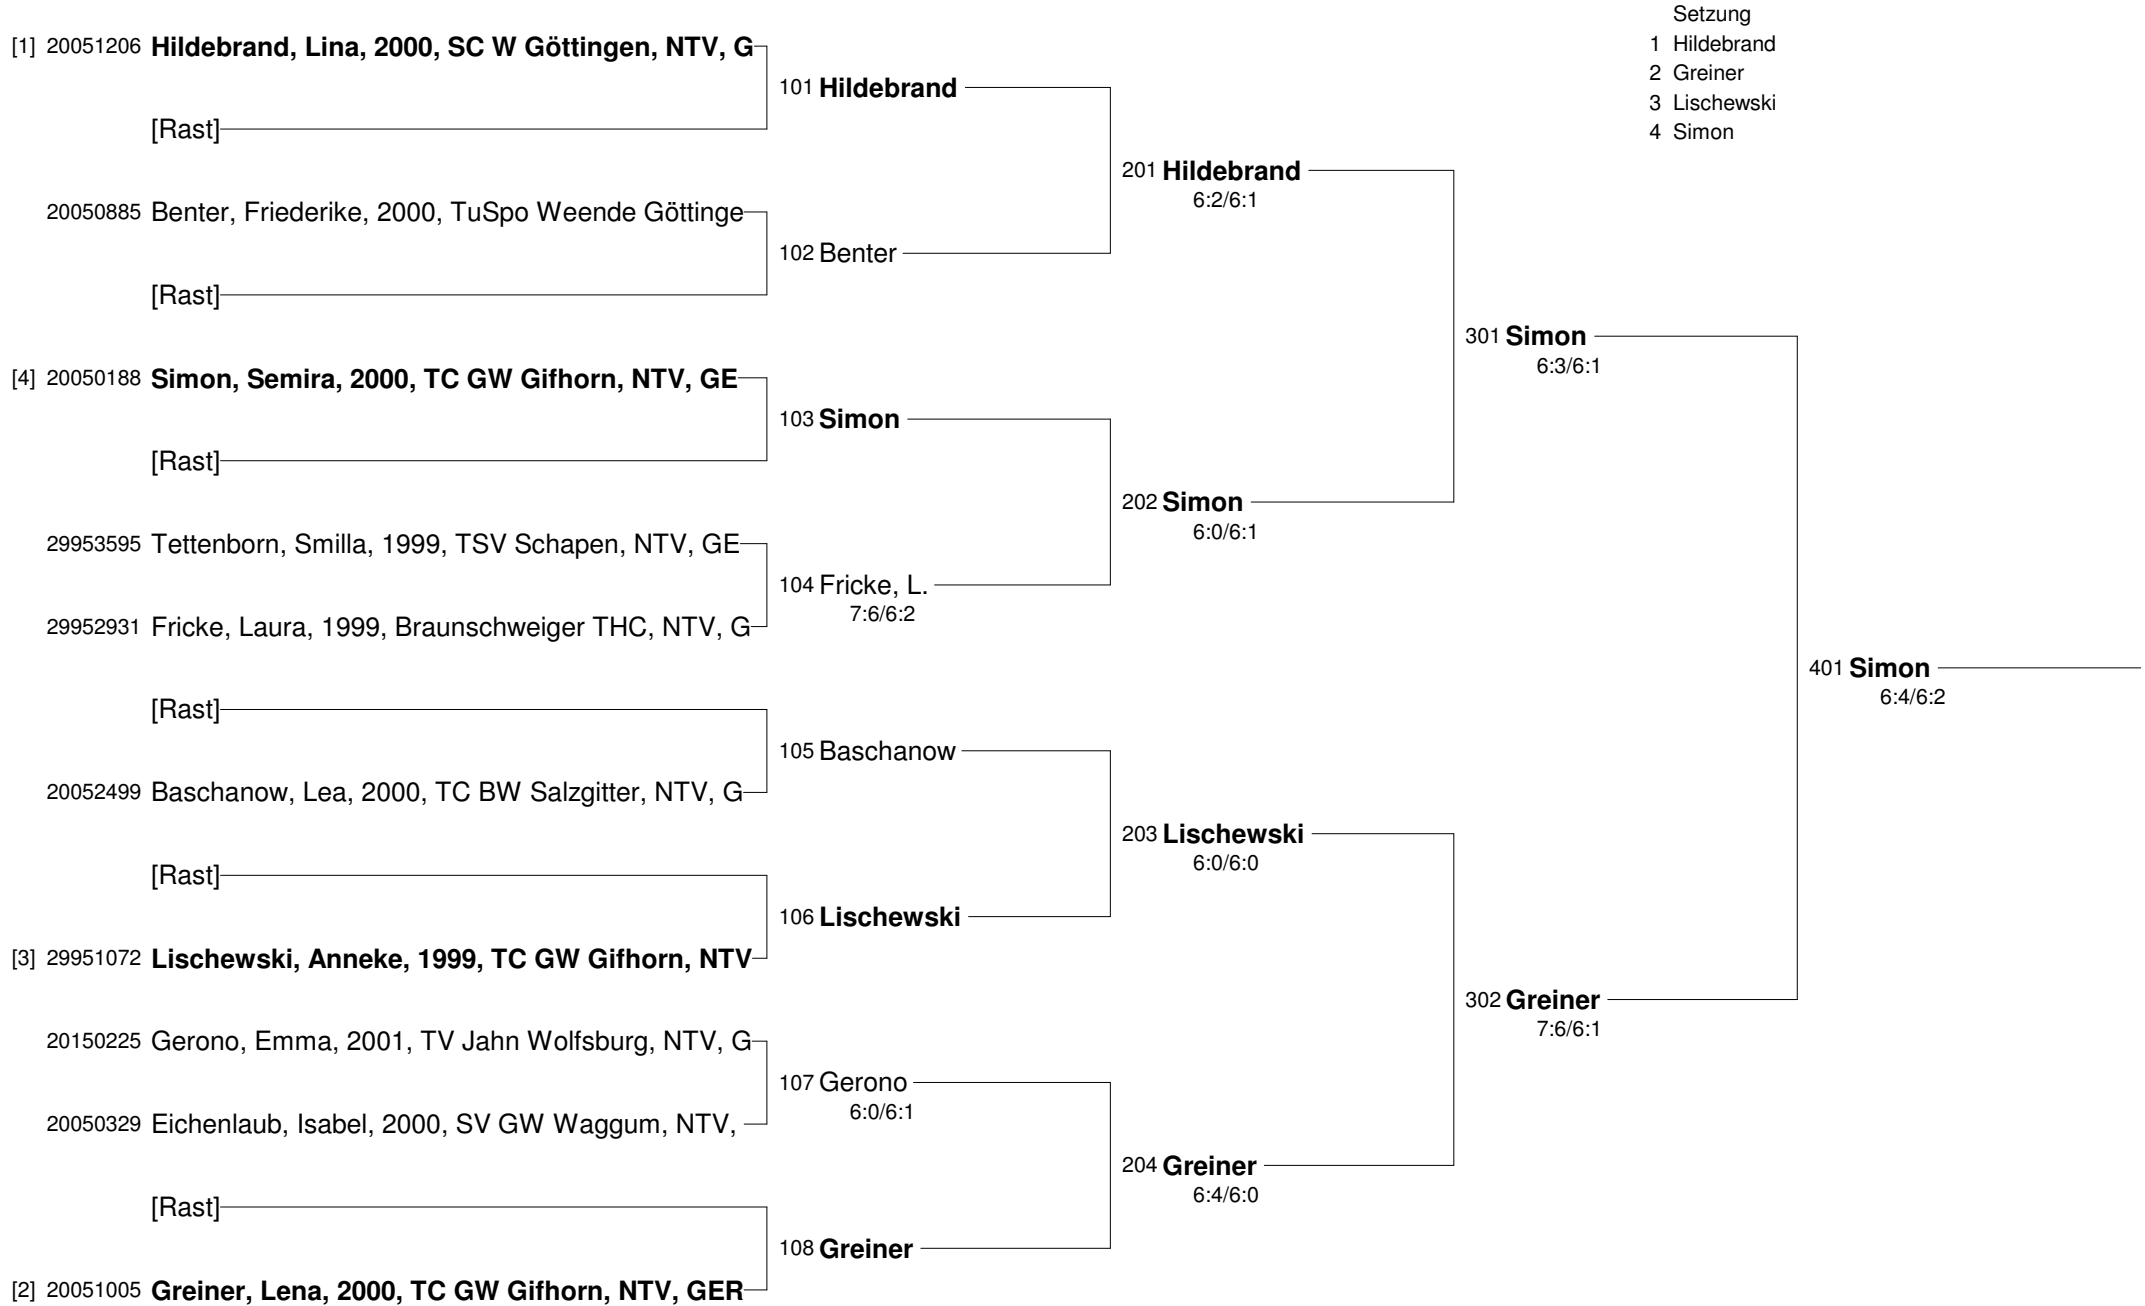 Setzung
1 Hildebrand
2 Greiner
3 Lischewski
4 Simon
[1] 20051206 Hildebrand, Lina, 2000, SC W Göttingen, NTV, G
[Rast]
20050885 Benter, Friederike, 2000, TuSpo Weende Göttinge
[Rast]
[4] 20050188 Simon, Semira, 2000, TC GW Gifhorn, NTV, GE
[Rast]
29953595 Tettenborn, Smilla, 1999, TSV Schapen, NTV, GE
29952931 Fricke, Laura, 1999, Braunschweiger THC, NTV, G
[Rast]
20052499 Baschanow, Lea, 2000, TC BW Salzgitter, NTV, G
[Rast]
[3] 29951072 Lischewski, Anneke, 1999, TC GW Gifhorn, NTV
20150225 Gerono, Emma, 2001, TV Jahn Wolfsburg, NTV, G
20050329 Eichenlaub, Isabel, 2000, SV GW Waggum, NTV,
[Rast]
[2] 20051005 Greiner, Lena, 2000, TC GW Gifhorn, NTV, GER
101 Hildebrand
102 Benter
103 Simon
104 Fricke, L.
7:6/6:2
105 Baschanow
106 Lischewski
107 Gerono
6:0/6:1
108 Greiner
201 Hildebrand
6:2/6:1
202 Simon
6:0/6:1
203 Lischewski
6:0/6:0
204 Greiner
6:4/6:0
301 Simon
6:3/6:1
302 Greiner
7:6/6:1
401 Simon
6:4/6:2